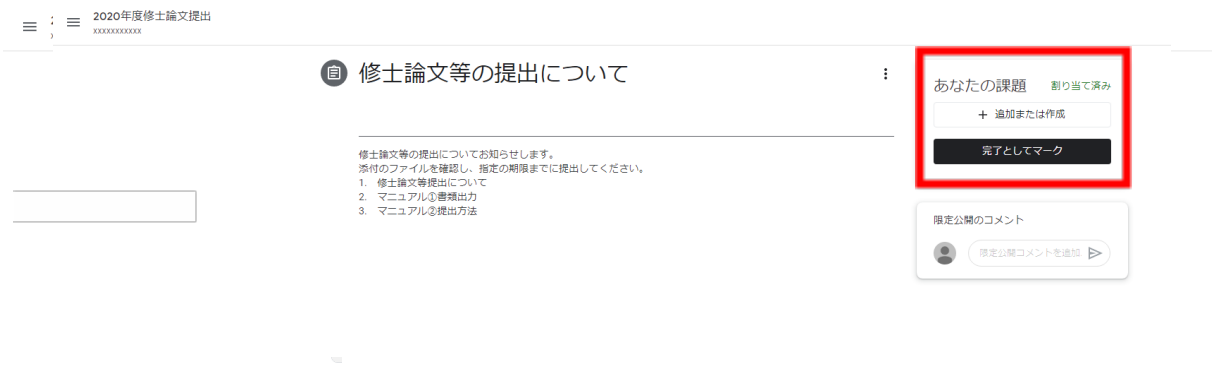 2020年度修士論文提出
xxxxxxxxxxx
修士論文等の提出について
修士論文等の提出についてお知らせします。
添付のファイルを確認し、指定の期限までに提出してください。
1. 修士論文等提出について
2. マニュアル①書類出力
3. マニュアル②提出方法
あなたの課題 割り当て済み
+ 追加または作成
完了としてマーク
限定公開のコメント
限定公開コメントを追加